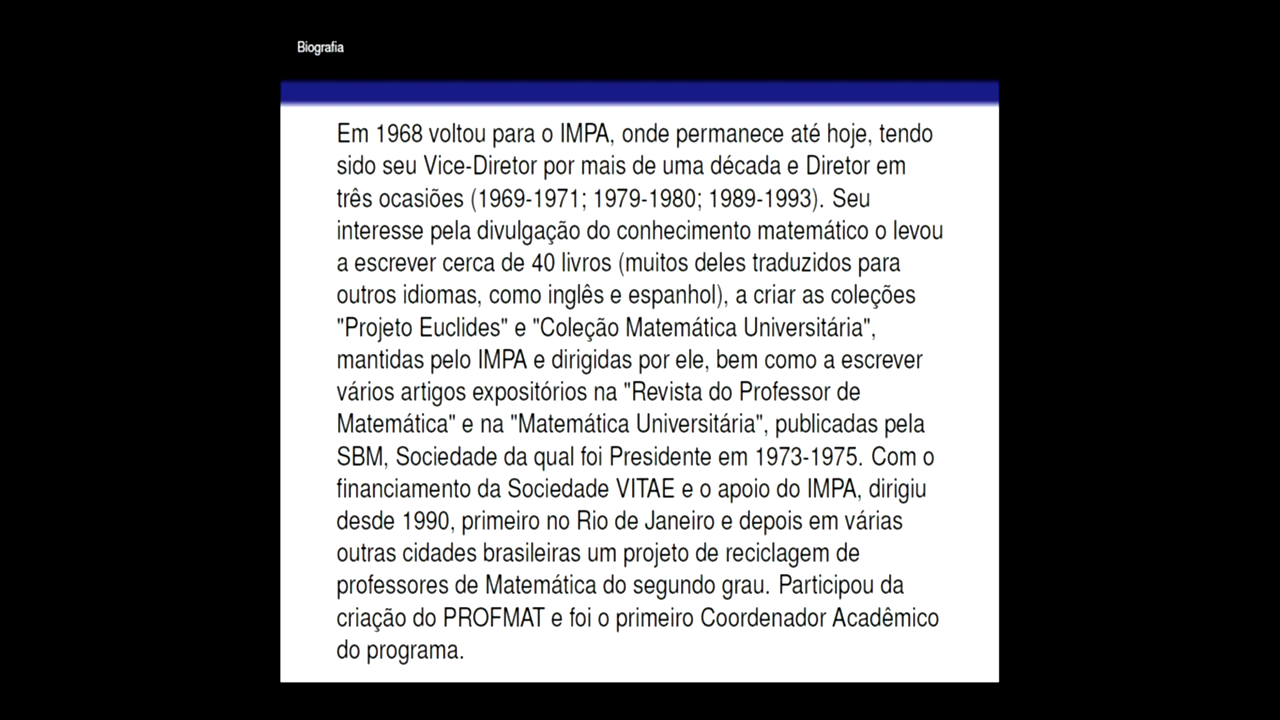 Biografia
Em 1968 voltou para o IMPA, onde permanece até hoje, tendo
sido seu Vice-Diretor por mais de uma década e Diretor em
três ocasiões (1969-1971; 1979-1980; 1989-1993). Seu
interesse pela divulgação do conhecimento matemático o levou
a escrever cerca de 40 livros (muitos deles traduzidos para
outros idiomas, como inglês e espanhol), a criar as coleções
"Projeto Euclides" e "Coleção Matemática Universitária",
mantidas pelo IMPA e dirigidas por ele, bem como a escrever
vários artigos expositórios na "Revista do Professor de
Matemática" e na "Matemática Universitária", publicadas pela
SBM, Sociedade da qual foi Presidente em 1973-1975. Com o
financiamento da Sociedade VITAE e o apoio do IMPA, dirigiu
desde 1990, primeiro no Rio de Janeiro e depois em várias
outras cidades brasileiras um projeto de reciclagem de
professores de Matemática do segundo grau. Participou da
criação do PROFMAT e foi o primeiro Coordenador Acadêmico
do programa.